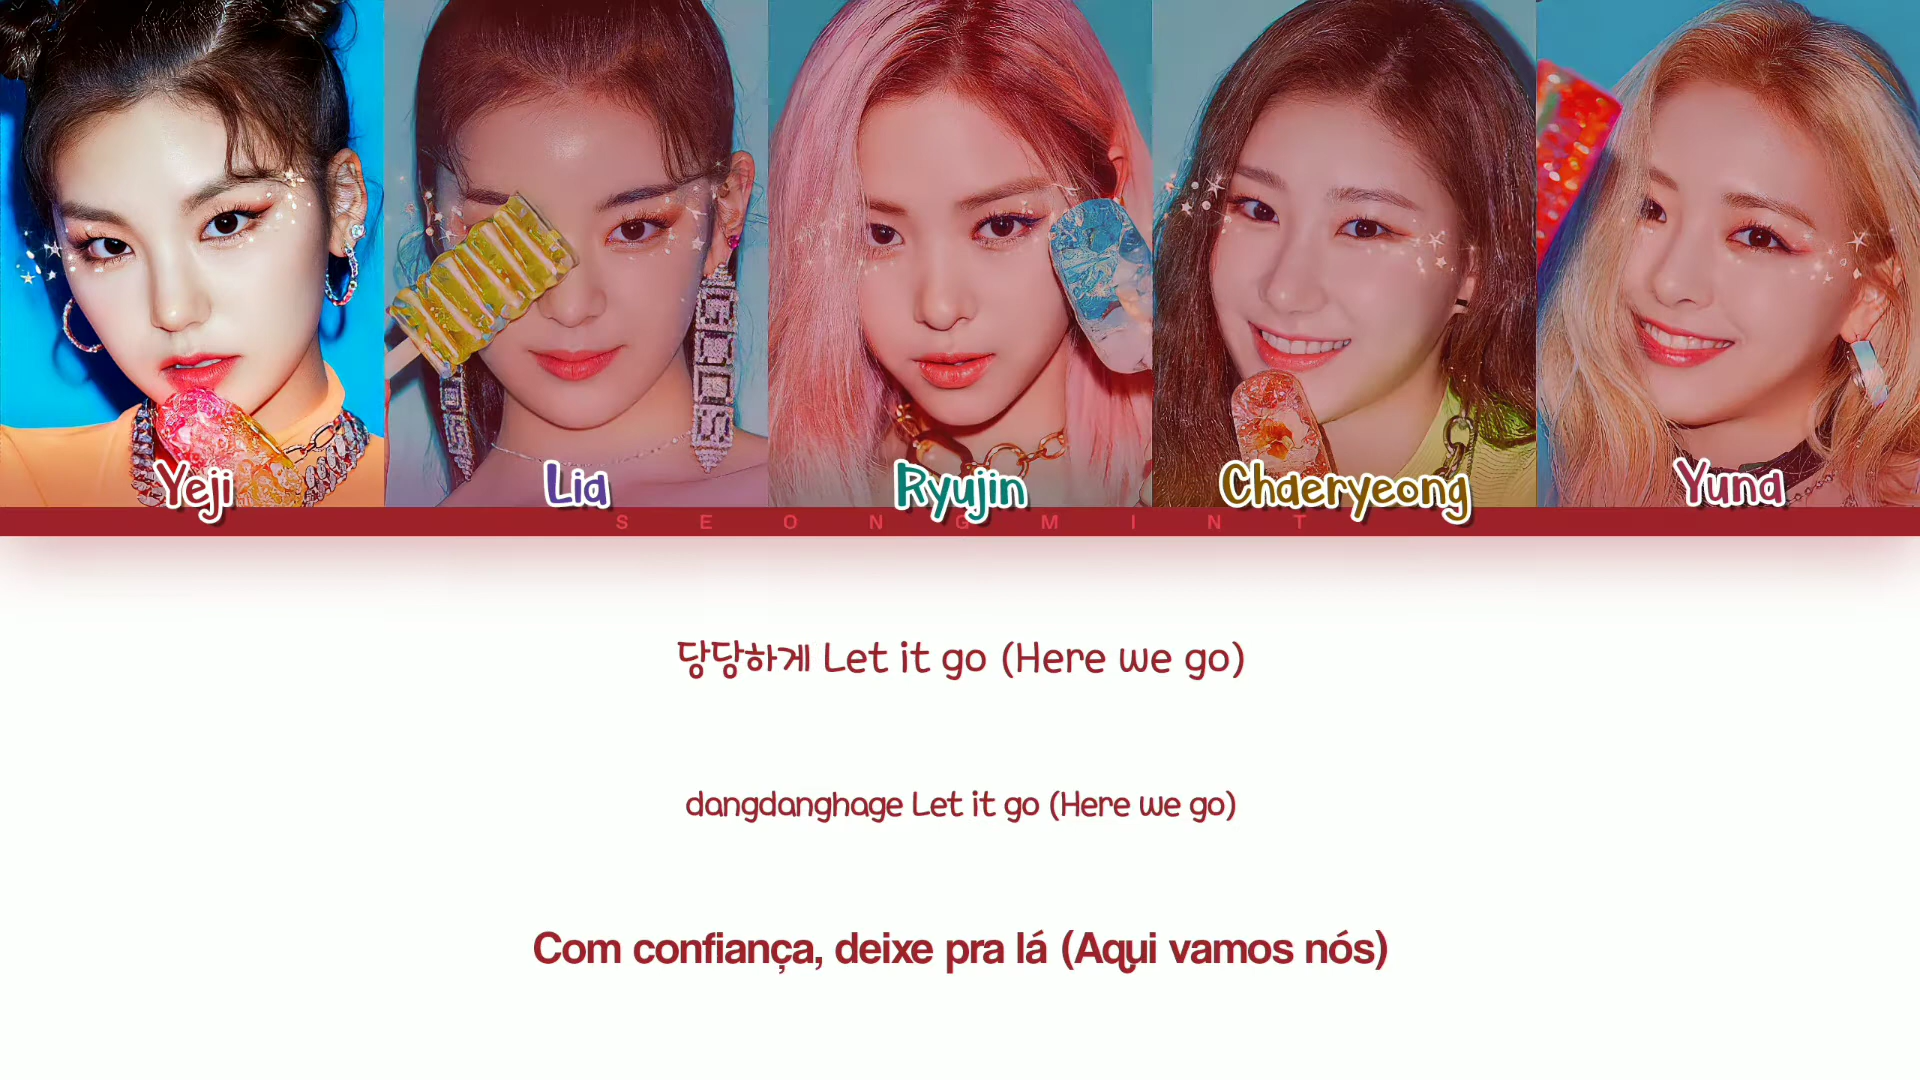 Yeji
Lia
Ryujin
Chaeryeong
Yuna
SEONGMINT
당당하게 Let it go (Here we go)
dangdanghage Let it go (Here we go)
Com confiança, deixe pra lá (Aqui vamos nós)